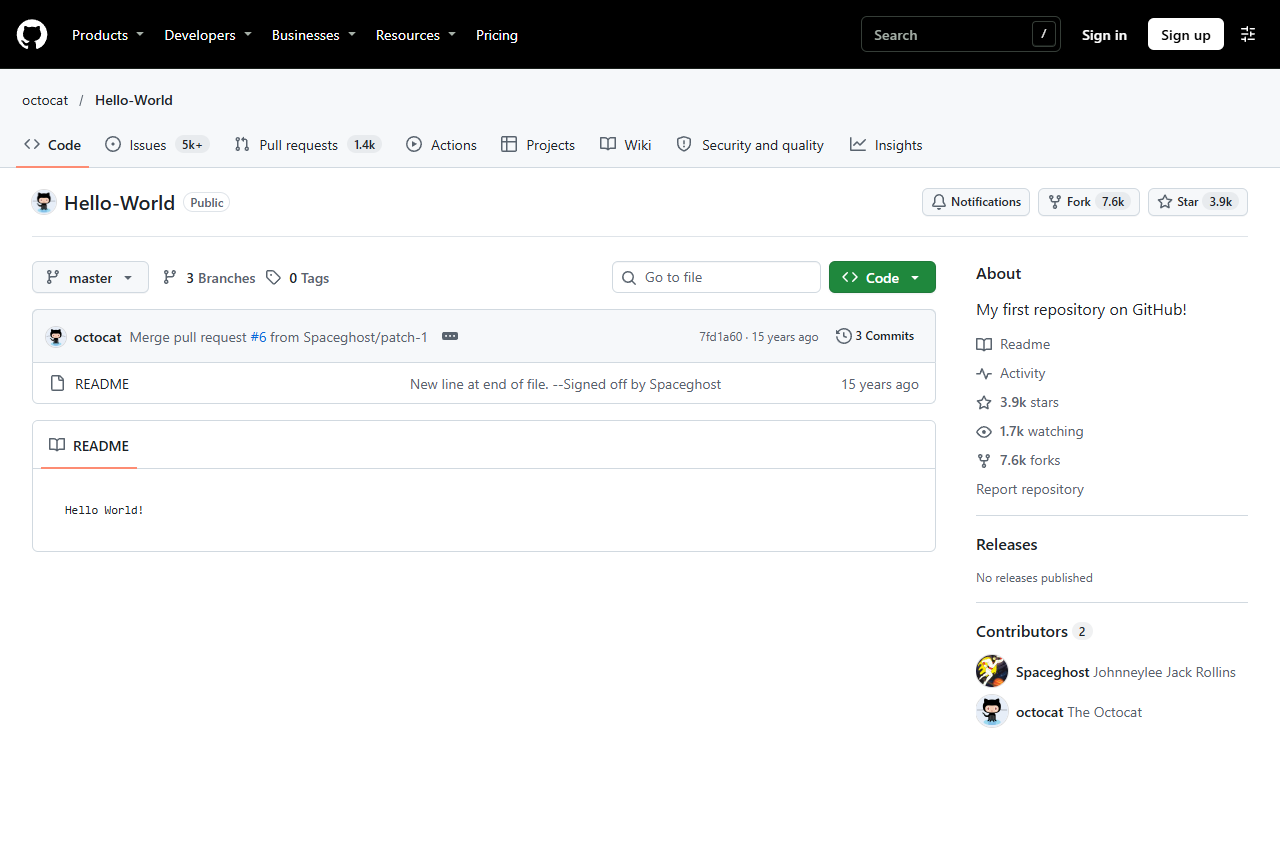 Products Developers Businesses Resources Pricing Search / Sign in Sign up
octocat / Hello-World
Code Issues 5k+ Pull requests 1.4k Actions Projects Wiki Security and quality Insights
Hello-World Public Notifications Fork 7.6k Star 3.9k
master 3 Branches 0 Tags Go to file Code
octocat Merge pull request #6 from Spaceghost/patch-1 7fd1a60 · 15 years ago 3 Commits
README New line at end of file. --Signed off by Spaceghost 15 years ago
README
Hello World!
About
My first repository on GitHub!
Readme
Activity
3.9k stars
1.7k watching
7.6k forks
Report repository
Releases
No releases published
Contributors 2
Spaceghost Johnneylee Jack Rollins
octocat The Octocat